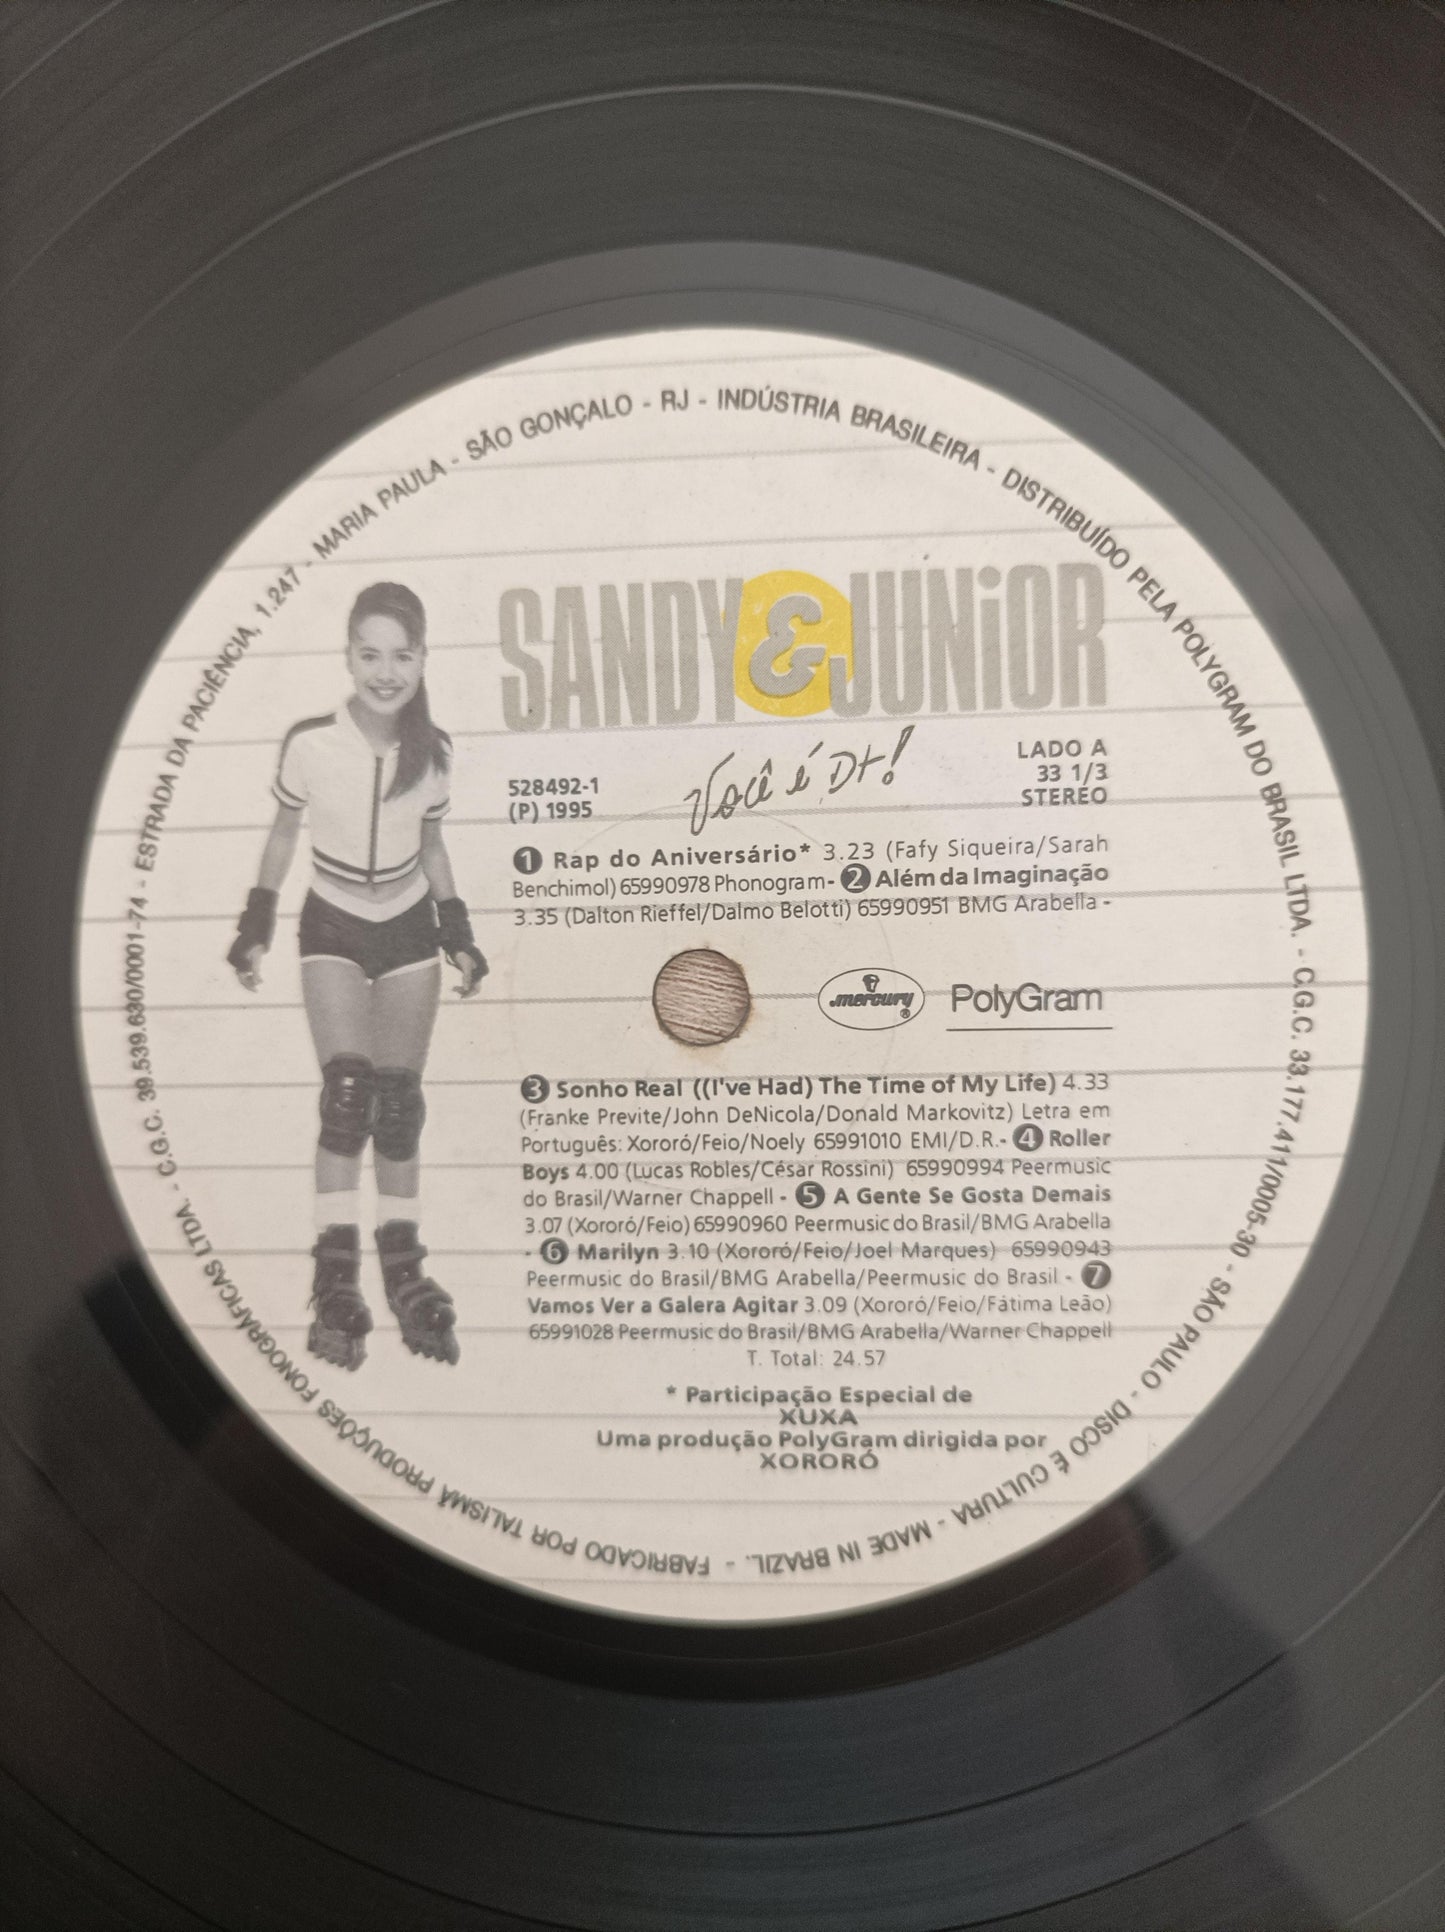 ESTRADA DA PACIÊNCIA, 1.247 - MARIA PAULA - SÃO GONÇALO - RJ - INDÚSTRIA BRASILEIRA - DISTRIBUÍDO PELA POLYGRAM DO BRASIL LTDA. - C.G.C. 33.177.411/0005-30 - SÃO PAULO - DISCO É CULTURA - MADE IN BRAZIL. - FABRICADO POR TALISMÃ PRODUÇÕES FONOGRÁFICAS LTDA. - C.G.C. 39.539.630/0001-74 -
SANDY & JUNiOR
Você é D+!
528492-1
(P) 1995
LADO A
33 1/3
STEREO
1 Rap do Aniversário* 3.23 (Fafy Siqueira/Sarah
Benchimol) 65990978 Phonogram- 2 Além da Imaginação
3.35 (Dalton Rieffel/Dalmo Belotti) 65990951 BMG Arabella -
mercury ®
PolyGram
3 Sonho Real ((I've Had) The Time of My Life) 4.33
(Franke Previte/John DeNicola/Donald Markovitz) Letra em
Português: Xororó/Feio/Noely 65991010 EMI/D.R.- 4 Roller
Boys 4.00 (Lucas Robles/César Rossini) 65990994 Peermusic
do Brasil/Warner Chappell - 5 A Gente Se Gosta Demais
3.07 (Xororó/Feio) 65990960 Peermusic do Brasil/BMG Arabella
- 6 Marilyn 3.10 (Xororó/Feio/Joel Marques) 65990943
Peermusic do Brasil/BMG Arabella/Peermusic do Brasil - 7
Vamos Ver a Galera Agitar 3.09 (Xororó/Feio/Fátima Leão)
65991028 Peermusic do Brasil/BMG Arabella/Warner Chappell
T. Total: 24.57
* Participação Especial de
XUXA
Uma produção PolyGram dirigida por
XORORÓ